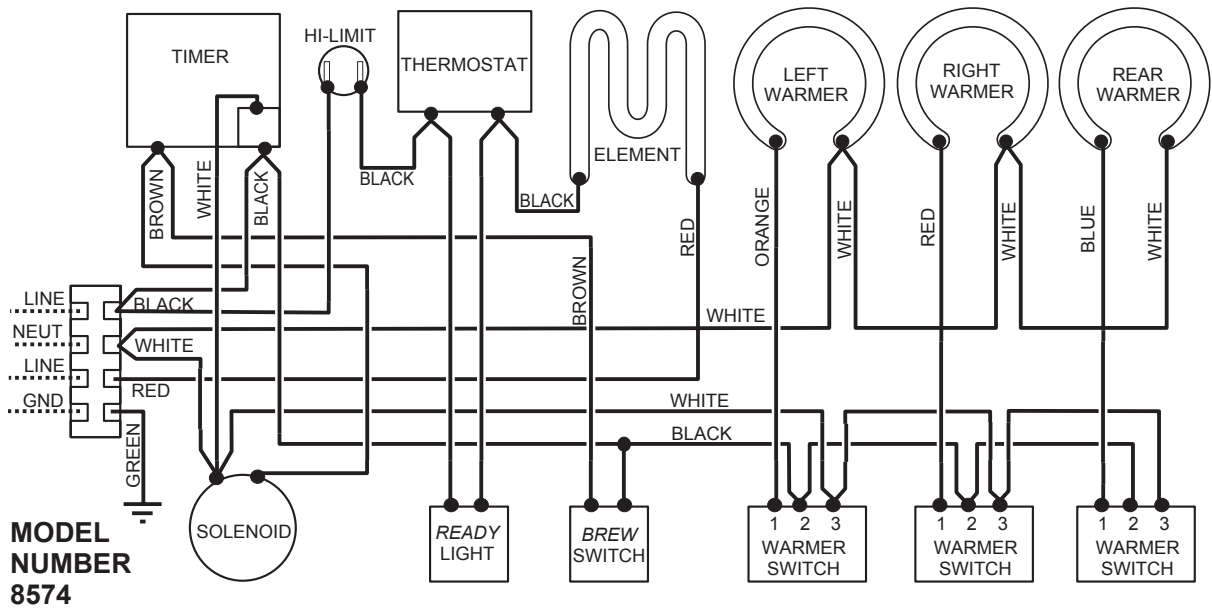 TIMER
HI-LIMIT
THERMOSTAT
ELEMENT
LEFT
WARMER
RIGHT
WARMER
REAR
WARMER
BROWN
WHITE
BLACK
BLACK
BLACK
RED
ORANGE
WHITE
RED
WHITE
BLUE
WHITE
LINE
BLACK
BROWN
WHITE
NEUT
WHITE
LINE
RED
GND
WHITE
GREEN
BLACK
SOLENOID
READY
LIGHT
BREW
SWITCH
1 2 3
WARMER
SWITCH
1 2 3
WARMER
SWITCH
1 2 3
WARMER
SWITCH
MODEL
NUMBER
8574